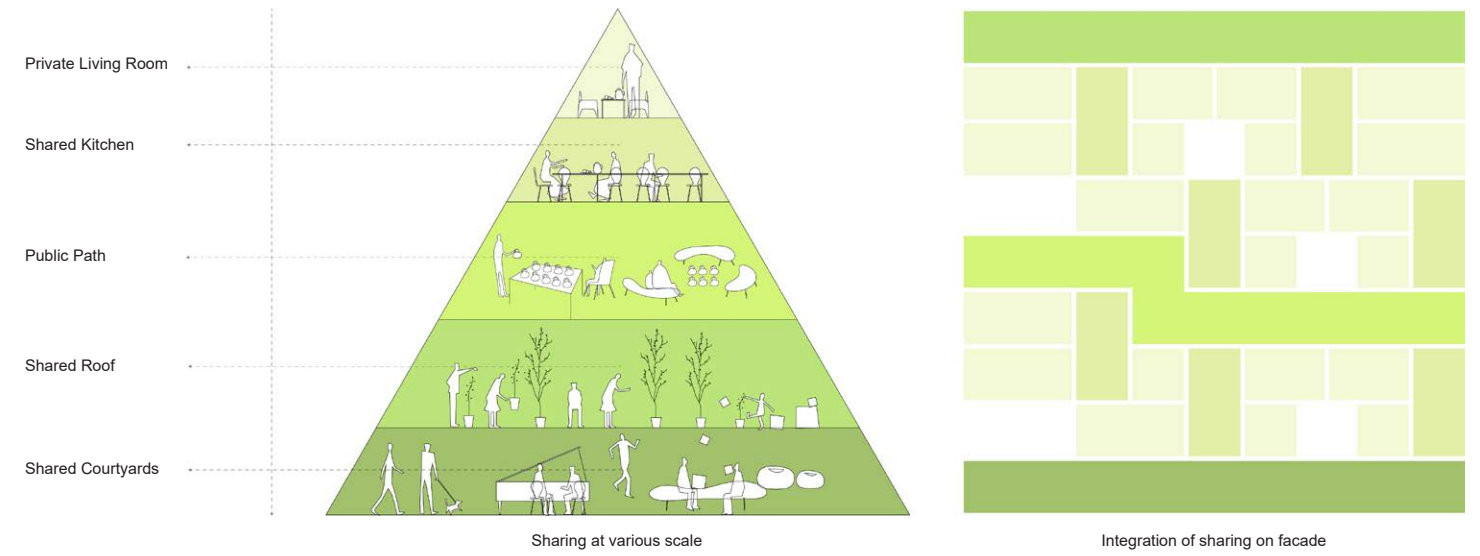 Private Living Room
Shared Kitchen
Public Path
Shared Roof
Shared Courtyards
Sharing at various scale
Integration of sharing on facade